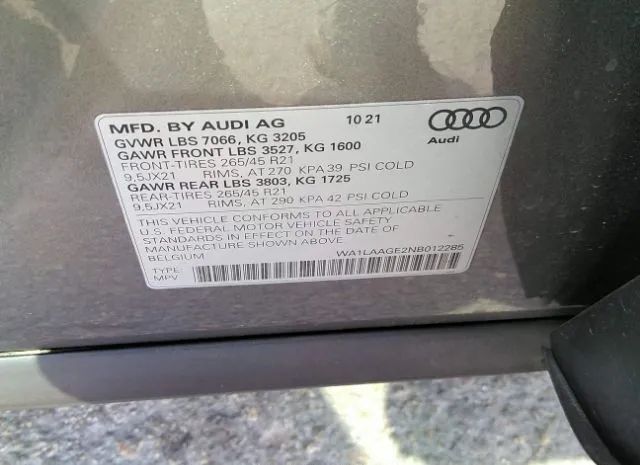 MFD. BY AUDI AG 10 21
GVWR LBS 7066, KG 3205
GAWR FRONT LBS 3527, KG 1600
FRONT-TIRES 265/45 R21
9,5JX21 RIMS, AT 270 KPA 39 PSI COLD
GAWR REAR LBS 3803, KG 1725
REAR-TIRES 265/45 R21
9,5JX21 RIMS, AT 290 KPA 42 PSI COLD
THIS VEHICLE CONFORMS TO ALL APPLICABLE
U.S. FEDERAL MOTOR VEHICLE SAFETY
STANDARDS IN EFFECT ON THE DATE OF
MANUFACTURE SHOWN ABOVE.
BELGIUM WA1LAAGE2NB012285
TYPE:
MPV
Audi